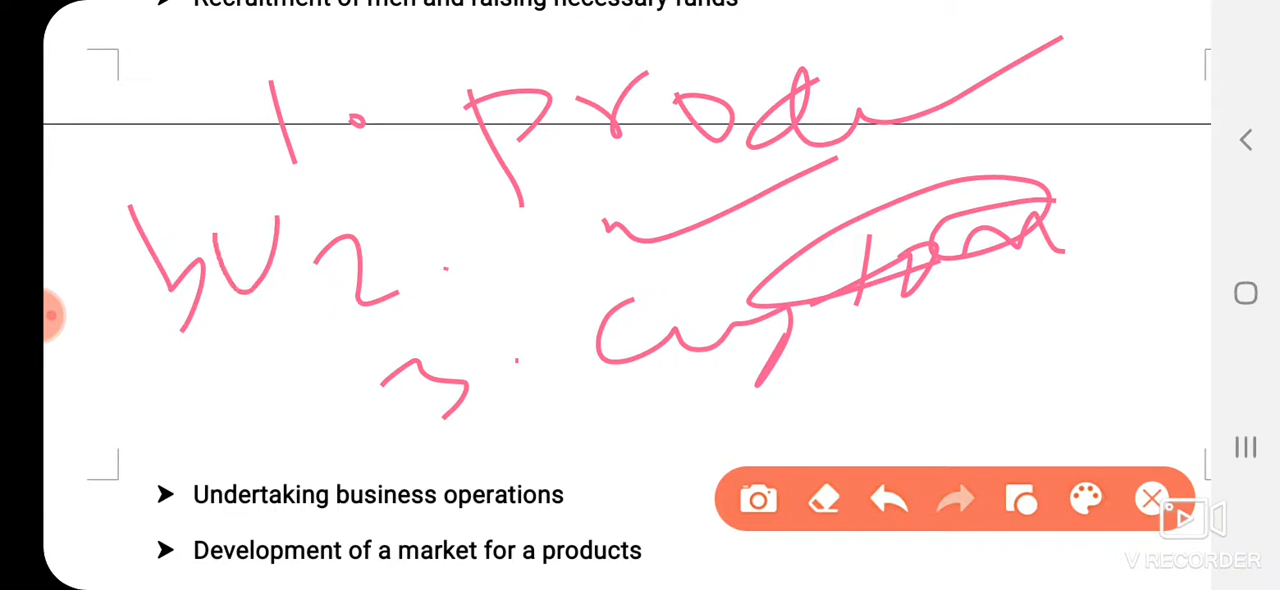 ➤ Recruitment of men and raising necessary funds
1. produ
2.
3. Cus
➤ Undertaking business operations
➤ Development of a market for a products
V RECORDER